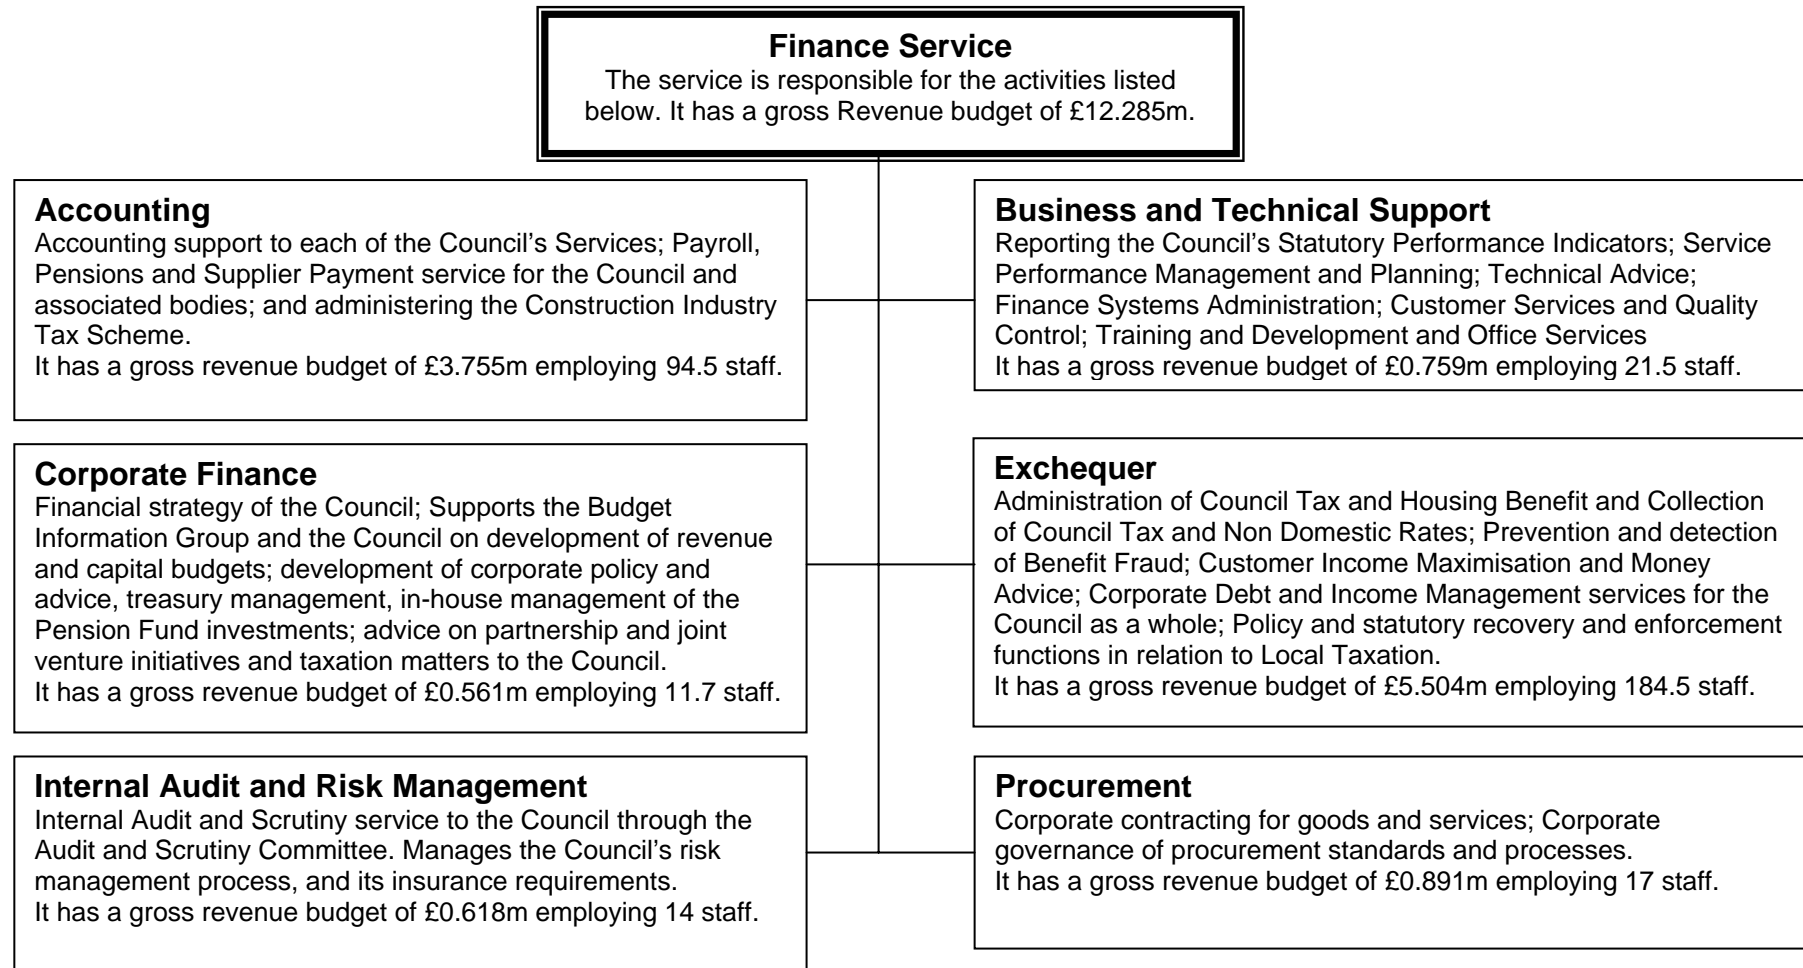 Finance Service
The service is responsible for the activities listed
below. It has a gross Revenue budget of £12.285m.
Accounting
Accounting support to each of the Council's Services; Payroll,
Pensions and Supplier Payment service for the Council and
associated bodies; and administering the Construction Industry
Tax Scheme.
It has a gross revenue budget of £3.755m employing 94.5 staff.
Business and Technical Support
Reporting the Council's Statutory Performance Indicators; Service
Performance Management and Planning; Technical Advice;
Finance Systems Administration; Customer Services and Quality
Control; Training and Development and Office Services
It has a gross revenue budget of £0.759m employing 21.5 staff.
Corporate Finance
Financial strategy of the Council; Supports the Budget
Information Group and the Council on development of revenue
and capital budgets; development of corporate policy and
advice, treasury management, in-house management of the
Pension Fund investments; advice on partnership and joint
venture initiatives and taxation matters to the Council.
It has a gross revenue budget of £0.561m employing 11.7 staff.
Exchequer
Administration of Council Tax and Housing Benefit and Collection
of Council Tax and Non Domestic Rates; Prevention and detection
of Benefit Fraud; Customer Income Maximisation and Money
Advice; Corporate Debt and Income Management services for the
Council as a whole; Policy and statutory recovery and enforcement
functions in relation to Local Taxation.
It has a gross revenue budget of £5.504m employing 184.5 staff.
Internal Audit and Risk Management
Internal Audit and Scrutiny service to the Council through the
Audit and Scrutiny Committee. Manages the Council's risk
management process, and its insurance requirements.
It has a gross revenue budget of £0.618m employing 14 staff.
Procurement
Corporate contracting for goods and services; Corporate
governance of procurement standards and processes.
It has a gross revenue budget of £0.891m employing 17 staff.